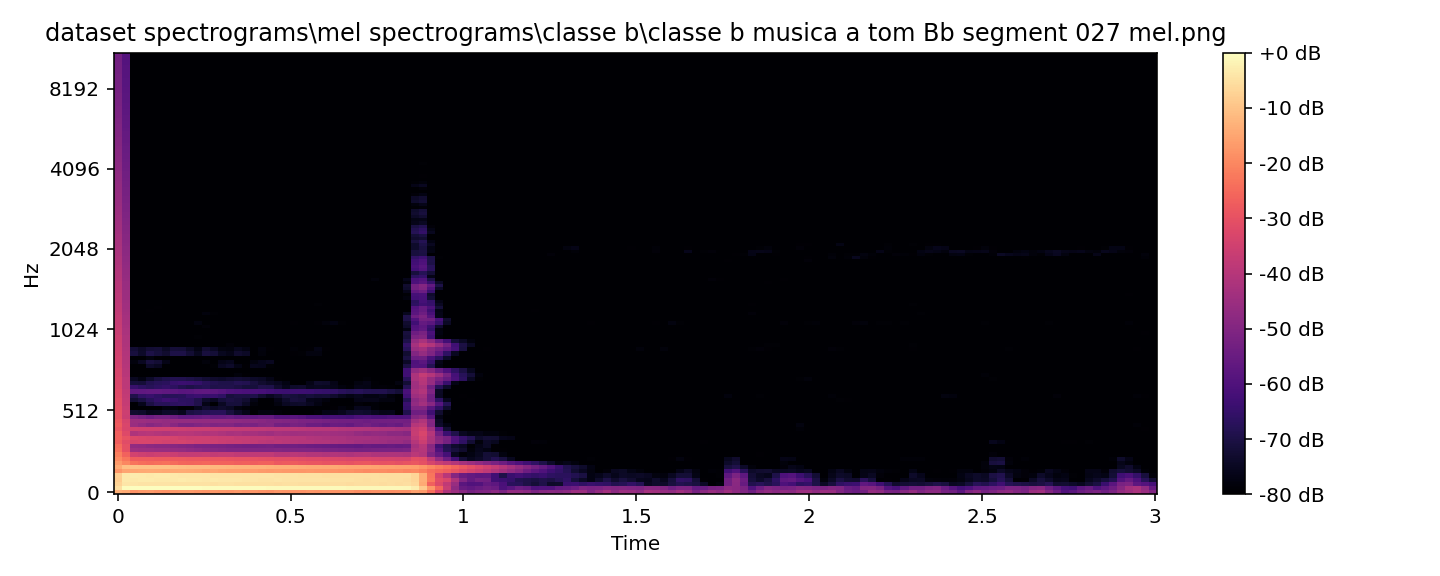 dataset spectrograms\mel spectrograms\classe b\classe b musica a tom Bb segment 027 mel.png
+0 dB
8192
-10 dB
-20 dB
4096
-30 dB
2048
-40 dB
Hz
-50 dB
1024
-60 dB
512
-70 dB
0
-80 dB
0
0.5
1
1.5
2
2.5
3
Time